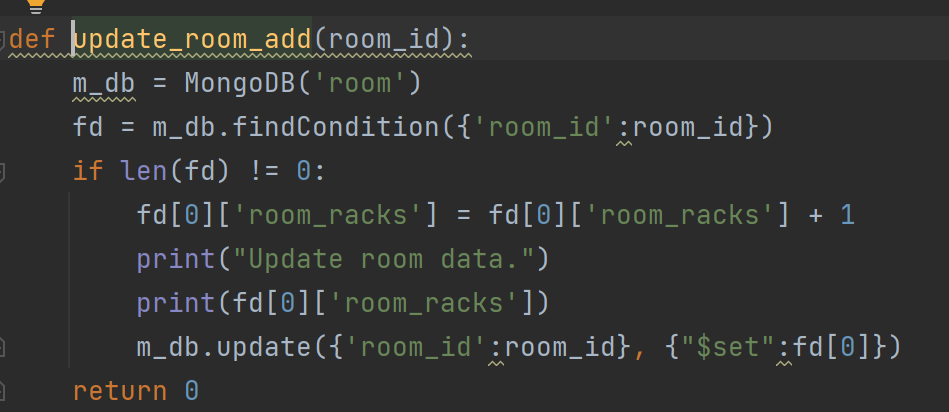 def update_room_add(room_id):
    m_db = MongoDB('room')
    fd = m_db.findCondition({'room_id':room_id})
    if len(fd) != 0:
        fd[0]['room_racks'] = fd[0]['room_racks'] + 1
        print("Update room data.")
        print(fd[0]['room_racks'])
        m_db.update({'room_id':room_id}, {"$set":fd[0]})
    return 0